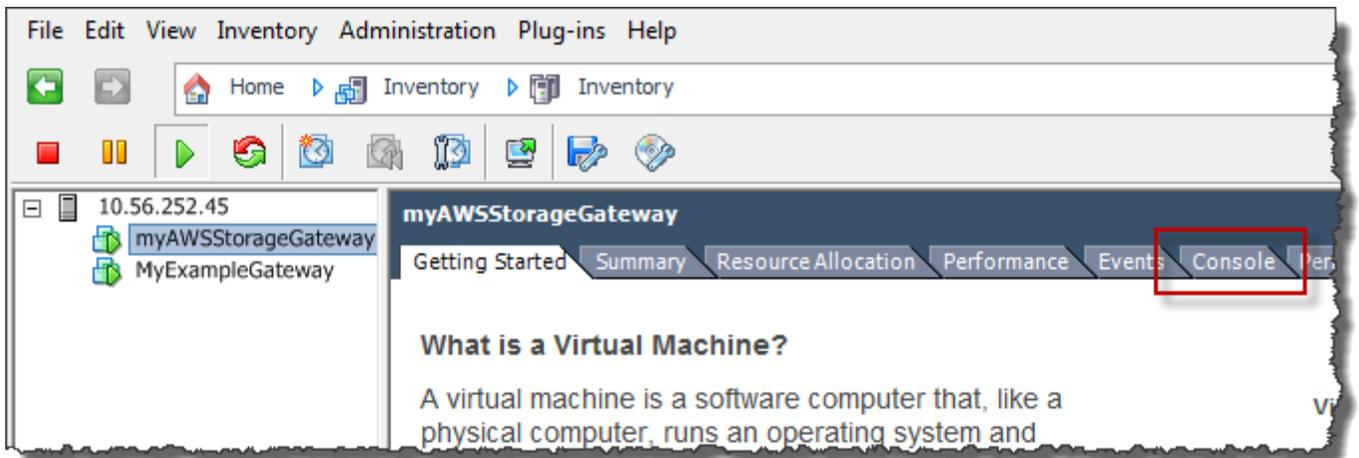 File Edit View Inventory Administration Plug-ins Help
Home Inventory Inventory
10.56.252.45
myAWSStorageGateway
MyExampleGateway
myAWSStorageGateway
Getting Started Summary Resource Allocation Performance Events Console
What is a Virtual Machine?
A virtual machine is a software computer that, like a
physical computer, runs an operating system and